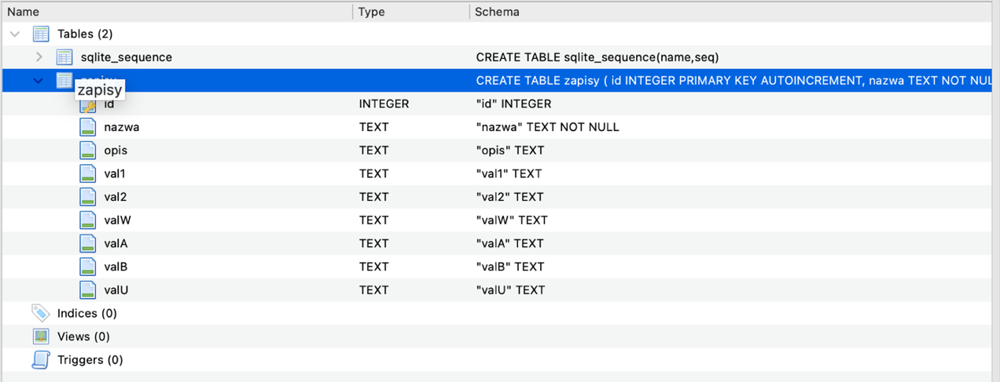 Name Type Schema
Tables (2)
sqlite_sequence CREATE TABLE sqlite_sequence(name,seq)
zapisy CREATE TABLE zapisy ( id INTEGER PRIMARY KEY AUTOINCREMENT, nazwa TEXT NOT NUL
zapisy
id INTEGER "id" INTEGER
nazwa TEXT "nazwa" TEXT NOT NULL
opis TEXT "opis" TEXT
val1 TEXT "val1" TEXT
val2 TEXT "val2" TEXT
valW TEXT "valW" TEXT
valA TEXT "valA" TEXT
valB TEXT "valB" TEXT
valU TEXT "valU" TEXT
Indices (0)
Views (0)
Triggers (0)